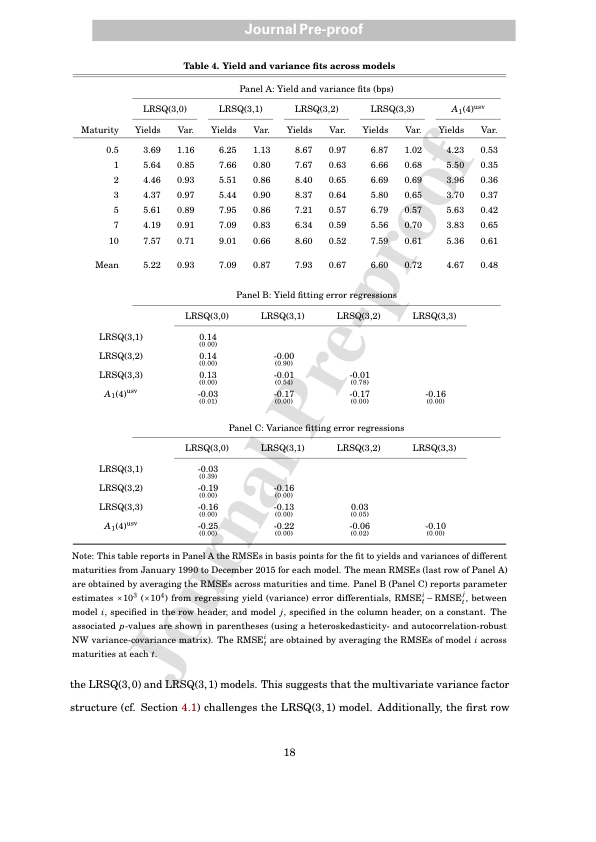 Journal Pre-proof
Table 4. Yield and variance fits across models
Panel A: Yield and variance fits (bps)
LRSQ(3,0) LRSQ(3,1) LRSQ(3,2) LRSQ(3,3) A₁(4)ᵘˢᵛ
Maturity Yields Var. Yields Var. Yields Var. Yields Var. Yields Var.
0.5 3.69 1.16 6.25 1.13 8.67 0.97 6.87 1.02 4.23 0.53
1 5.64 0.85 7.66 0.80 7.67 0.63 6.66 0.68 5.50 0.35
2 4.46 0.93 5.51 0.86 8.40 0.65 6.69 0.69 3.96 0.36
3 4.37 0.97 5.44 0.90 8.37 0.64 5.80 0.65 3.70 0.37
5 5.61 0.89 7.95 0.86 7.21 0.57 6.79 0.57 5.63 0.42
7 4.19 0.91 7.09 0.83 6.34 0.59 5.56 0.70 3.83 0.65
10 7.57 0.71 9.01 0.66 8.60 0.52 7.59 0.61 5.36 0.61
Mean 5.22 0.93 7.09 0.87 7.93 0.67 6.60 0.72 4.67 0.48
Panel B: Yield fitting error regressions
LRSQ(3,0) LRSQ(3,1) LRSQ(3,2) LRSQ(3,3)
LRSQ(3,1) 0.14
(0.00)
LRSQ(3,2) 0.14 -0.00
(0.00) (0.90)
LRSQ(3,3) 0.13 -0.01 -0.01
(0.00) (0.34) (0.78)
A₁(4)ᵘˢᵛ -0.03 -0.17 -0.17 -0.16
(0.01) (0.00) (0.00) (0.00)
Panel C: Variance fitting error regressions
LRSQ(3,0) LRSQ(3,1) LRSQ(3,2) LRSQ(3,3)
LRSQ(3,1) -0.03
(0.39)
LRSQ(3,2) -0.19 -0.16
(0.00) (0.00)
LRSQ(3,3) -0.16 -0.13 0.03
(0.00) (0.00) (0.05)
A₁(4)ᵘˢᵛ -0.25 -0.22 -0.06 -0.10
(0.00) (0.00) (0.02) (0.00)
Note: This table reports in Panel A the RMSEs in basis points for the fit to yields and variances of different
maturities from January 1990 to December 2015 for each model. The mean RMSEs (last row of Panel A)
are obtained by averaging the RMSEs across maturities and time. Panel B (Panel C) reports parameter
estimates ×10³ (×10⁴) from regressing yield (variance) error differentials, RMSEⁱₜ − RMSEʲₜ, between
model i, specified in the row header, and model j, specified in the column header, on a constant. The
associated p-values are shown in parentheses (using a heteroskedasticity- and autocorrelation-robust
NW variance-covariance matrix). The RMSEⁱₜ are obtained by averaging the RMSEs of model i across
maturities at each t.
the LRSQ(3,0) and LRSQ(3,1) models. This suggests that the multivariate variance factor
structure (cf. Section 4.1) challenges the LRSQ(3,1) model. Additionally, the first row
18
Journal Pre-proof